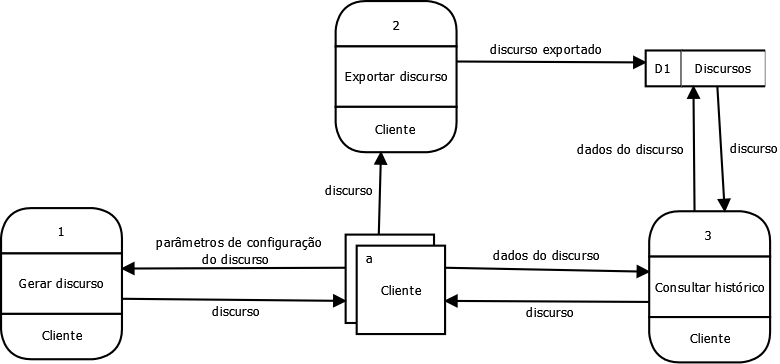 2
Exportar discurso
Cliente
discurso exportado
D1
Discursos
dados do discurso
discurso
discurso
1
Gerar discurso
Cliente
parâmetros de configuração
do discurso
discurso
a
Cliente
dados do discurso
discurso
3
Consultar histórico
Cliente